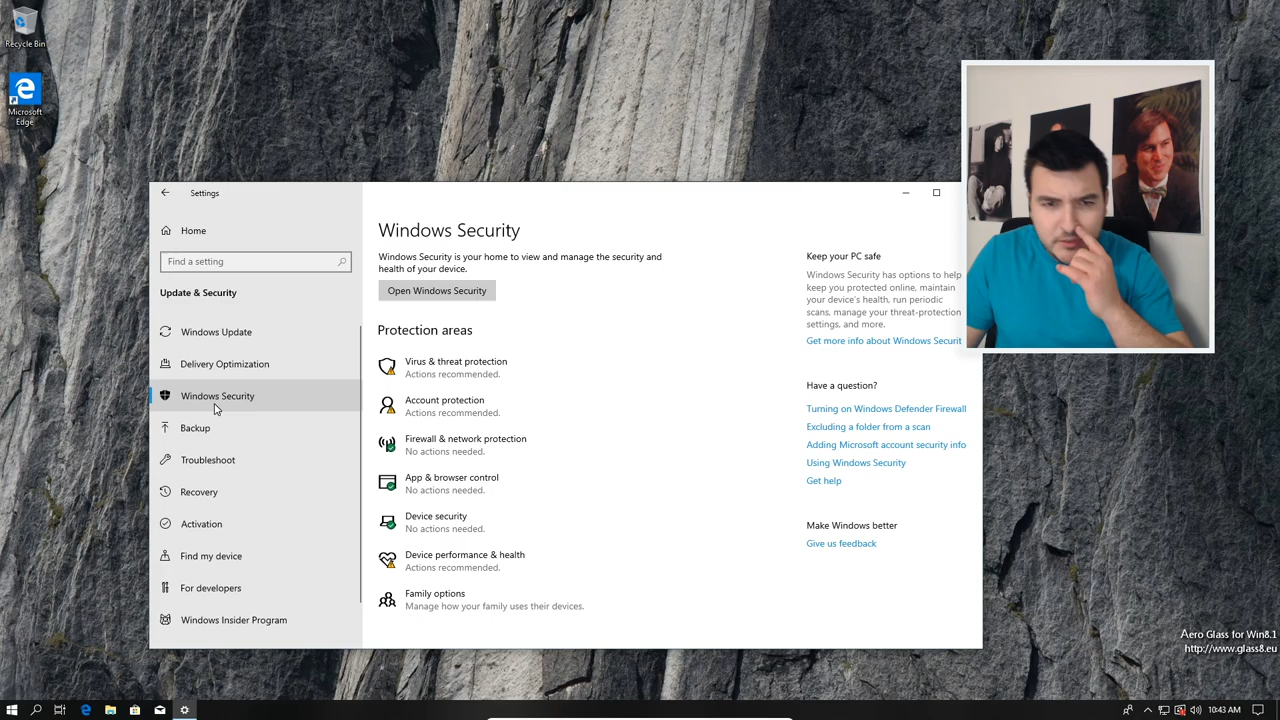 Recycle Bin
Microsoft
Edge
Settings
Home
Find a setting
Update & Security
Windows Update
Delivery Optimization
Windows Security
Backup
Troubleshoot
Recovery
Activation
Find my device
For developers
Windows Insider Program
Windows Security
Windows Security is your home to view and manage the security and
health of your device.
Open Windows Security
Protection areas
Virus & threat protection
Actions recommended.
Account protection
Actions recommended.
Firewall & network protection
No actions needed.
App & browser control
No actions needed.
Device security
No actions needed.
Device performance & health
Actions recommended.
Family options
Manage how your family uses their devices.
Keep your PC safe
Windows Security has options to help
keep you protected online, maintain
your device's health, run periodic
scans, manage your threat-protection
settings, and more.
Get more info about Windows Securit
Have a question?
Turning on Windows Defender Firewall
Excluding a folder from a scan
Adding Microsoft account security info
Using Windows Security
Get help
Make Windows better
Give us feedback
Aero Glass for Win8.1
http://www.glass8.eu
10:43 AM